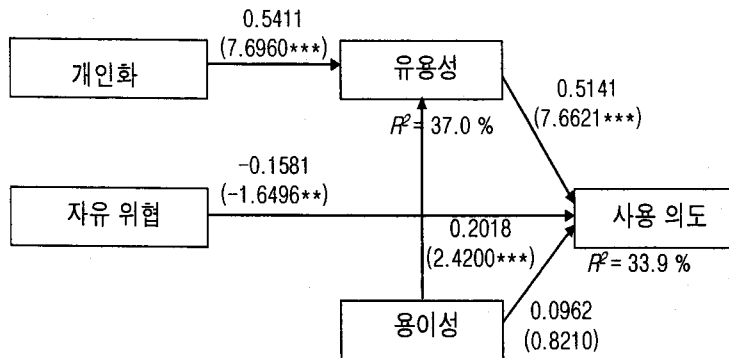 0.5411
(7.6960***)
개인화
유용성
0.5141
(7.6621***)
R² = 37.0 %
-0.1581
(-1.6496**)
자유 위협
사용 의도
0.2018
(2.4200***)
R² = 33.9 %
용이성
0.0962
(0.8210)